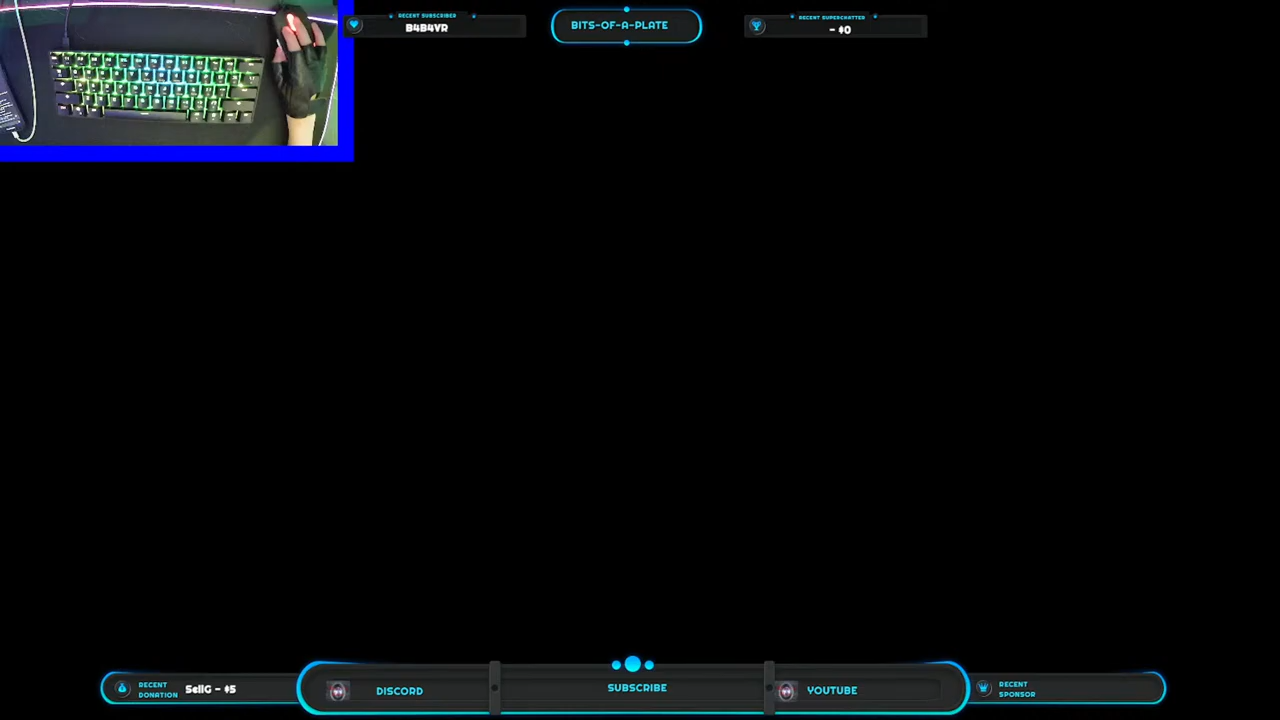 RECENT SUBSCRIBER
B4B4VR
BITS-OF-A-PLATE
RECENT SUPERCHATTER
- $0
RECENT
DONATION
SellG - $5
DISCORD
SUBSCRIBE
YOUTUBE
RECENT
SPONSOR